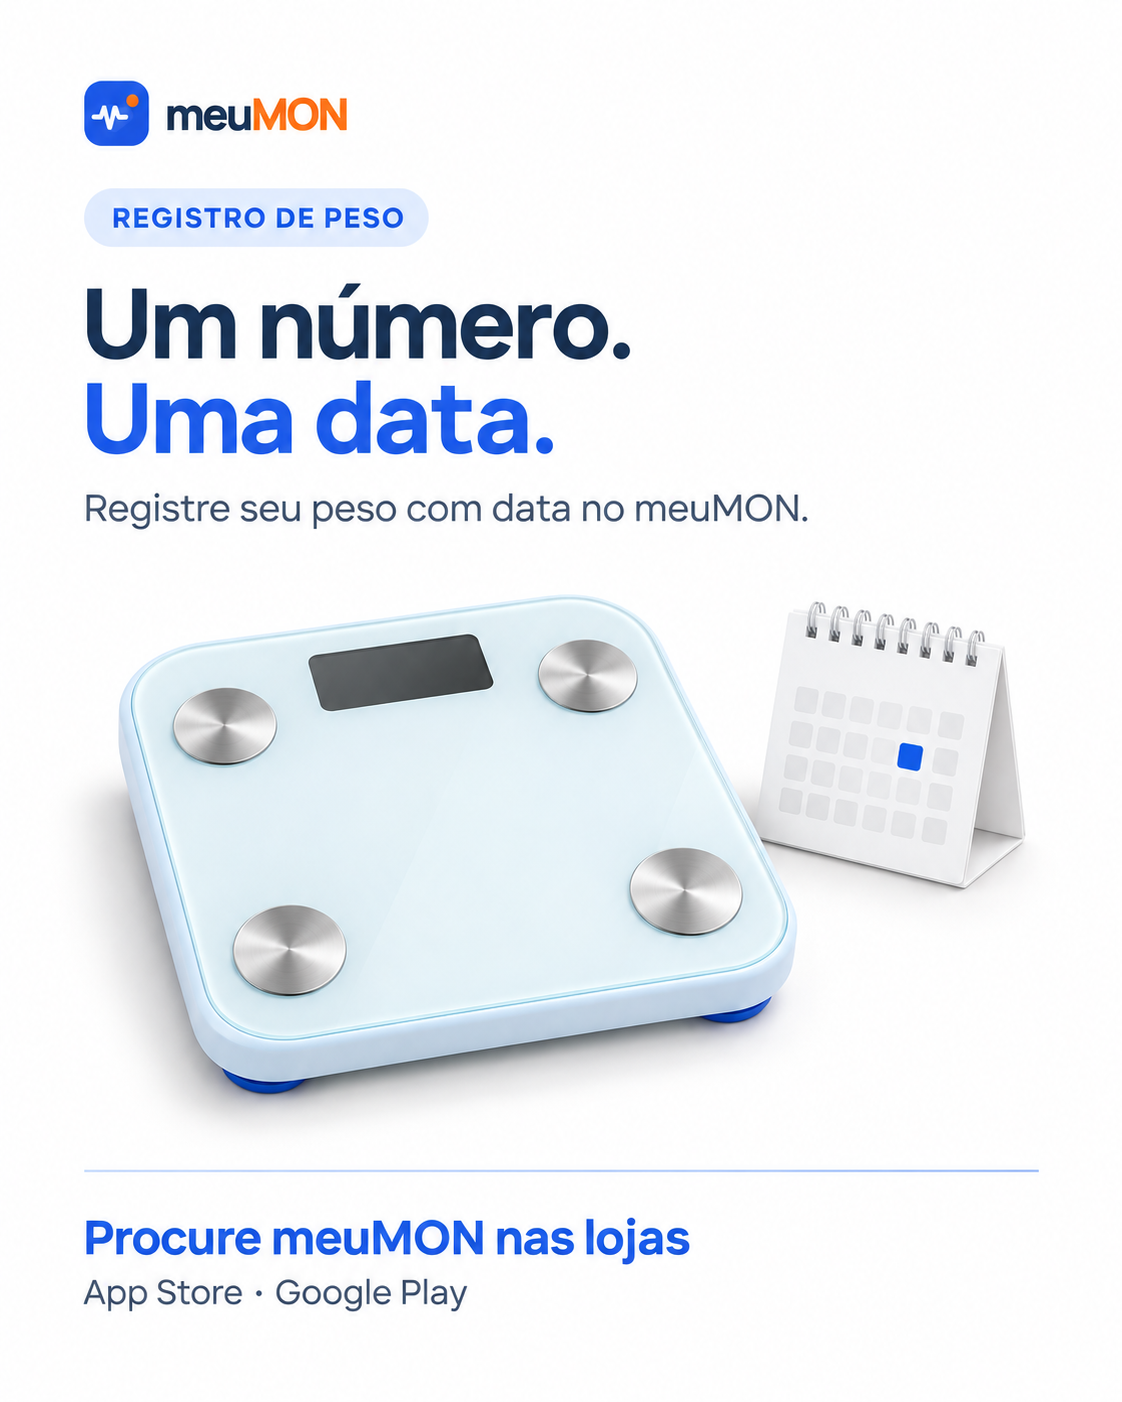 meuMON
REGISTRO DE PESO
Um número.
Uma data.
Registre seu peso com data no meuMON.
Procure meuMON nas lojas
App Store • Google Play